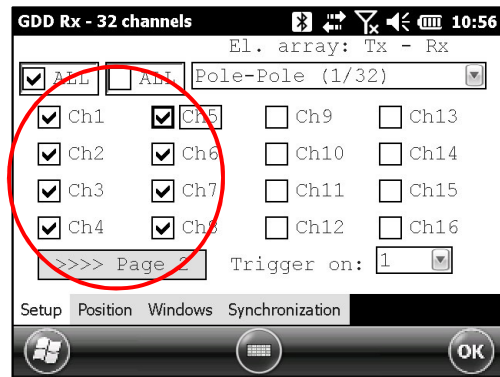 GDD Rx - 32 channels 10:56
El. array: Tx - Rx
ALL ALL Pole-Pole (1/32)
Ch1 Ch5 Ch9 Ch13
Ch2 Ch6 Ch10 Ch14
Ch3 Ch7 Ch11 Ch15
Ch4 Ch8 Ch12 Ch16
>>>> Page 2 Trigger on: 1
Setup Position Windows Synchronization
OK